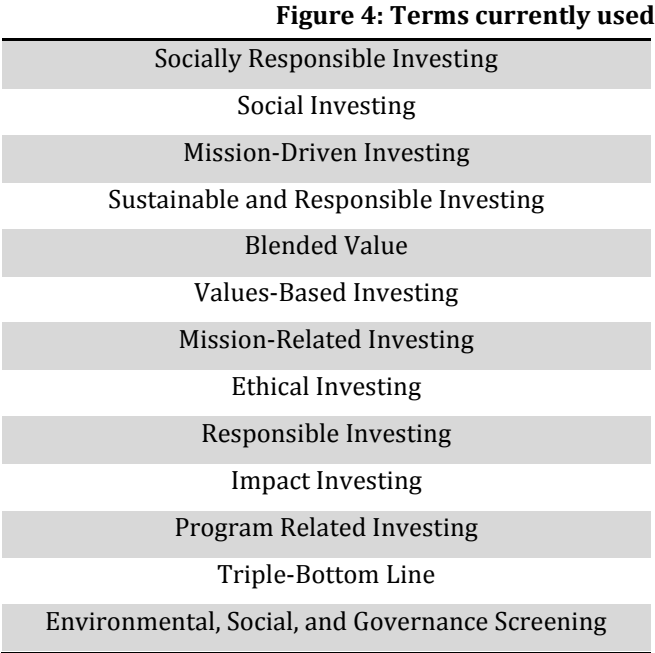 Figure 4: Terms currently used
Socially Responsible Investing
Social Investing
Mission-Driven Investing
Sustainable and Responsible Investing
Blended Value
Values-Based Investing
Mission-Related Investing
Ethical Investing
Responsible Investing
Impact Investing
Program Related Investing
Triple-Bottom Line
Environmental, Social, and Governance Screening